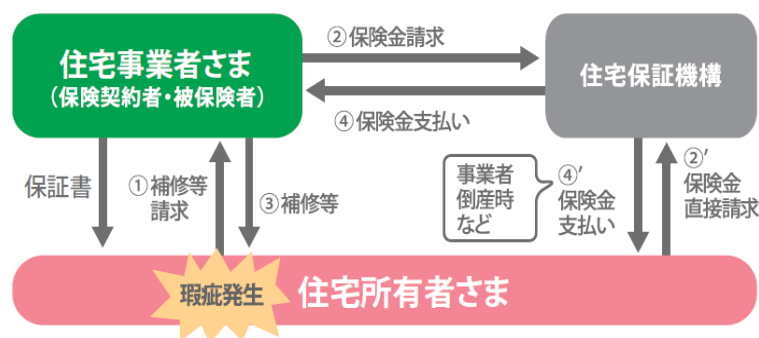 住宅事業者さま
（保険契約者・被保険者）
②保険金請求
④保険金支払い
住宅保証機構
保証書
①補修等
請求
③補修等
事業者
倒産時
など
④′
保険金
支払い
②′
保険金
直接請求
瑕疵発生
住宅所有者さま